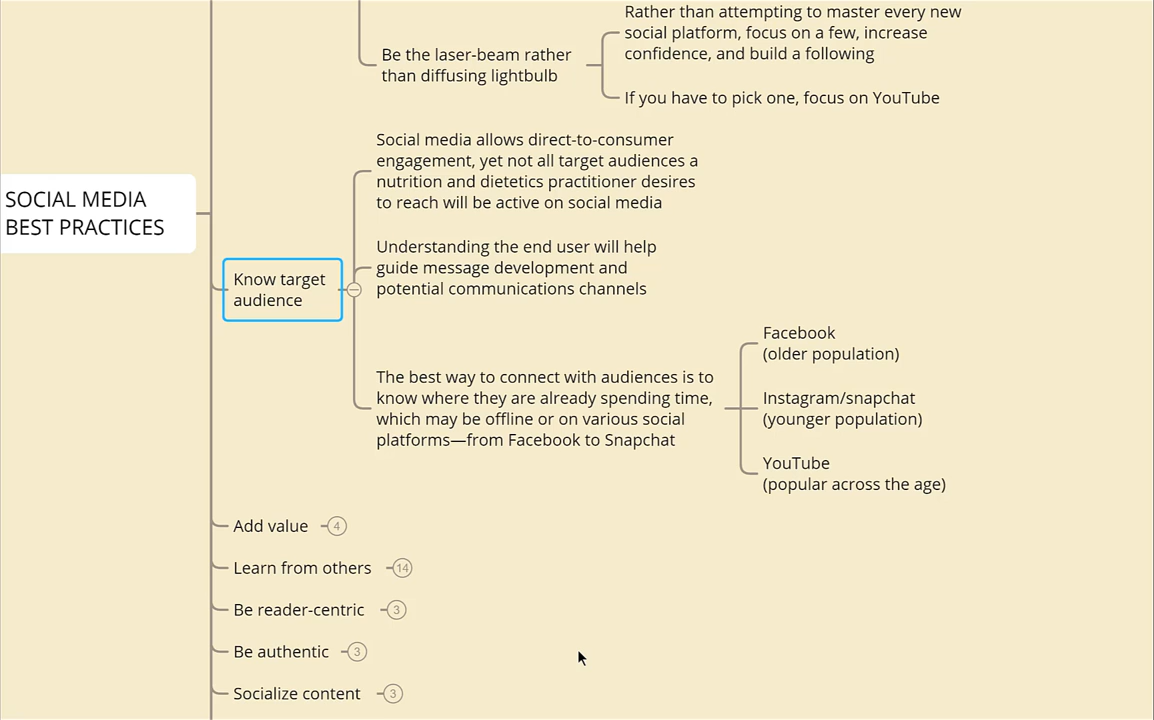 Rather than attempting to master every new
social platform, focus on a few, increase
confidence, and build a following
Be the laser-beam rather
than diffusing lightbulb
If you have to pick one, focus on YouTube
Social media allows direct-to-consumer
engagement, yet not all target audiences a
nutrition and dietetics practitioner desires
to reach will be active on social media
SOCIAL MEDIA
BEST PRACTICES
Understanding the end user will help
guide message development and
potential communications channels
Know target
audience
The best way to connect with audiences is to
know where they are already spending time,
which may be offline or on various social
platforms—from Facebook to Snapchat
Facebook
(older population)
Instagram/snapchat
(younger population)
YouTube
(popular across the age)
Add value 4
Learn from others 14
Be reader-centric 3
Be authentic 3
Socialize content 3